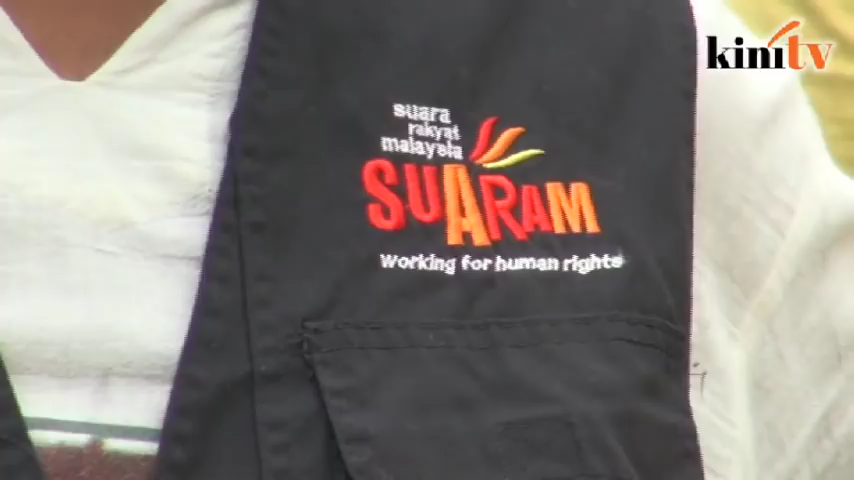 kinitv
suara
rakyat
malaysia
SUARAM
working for human rights